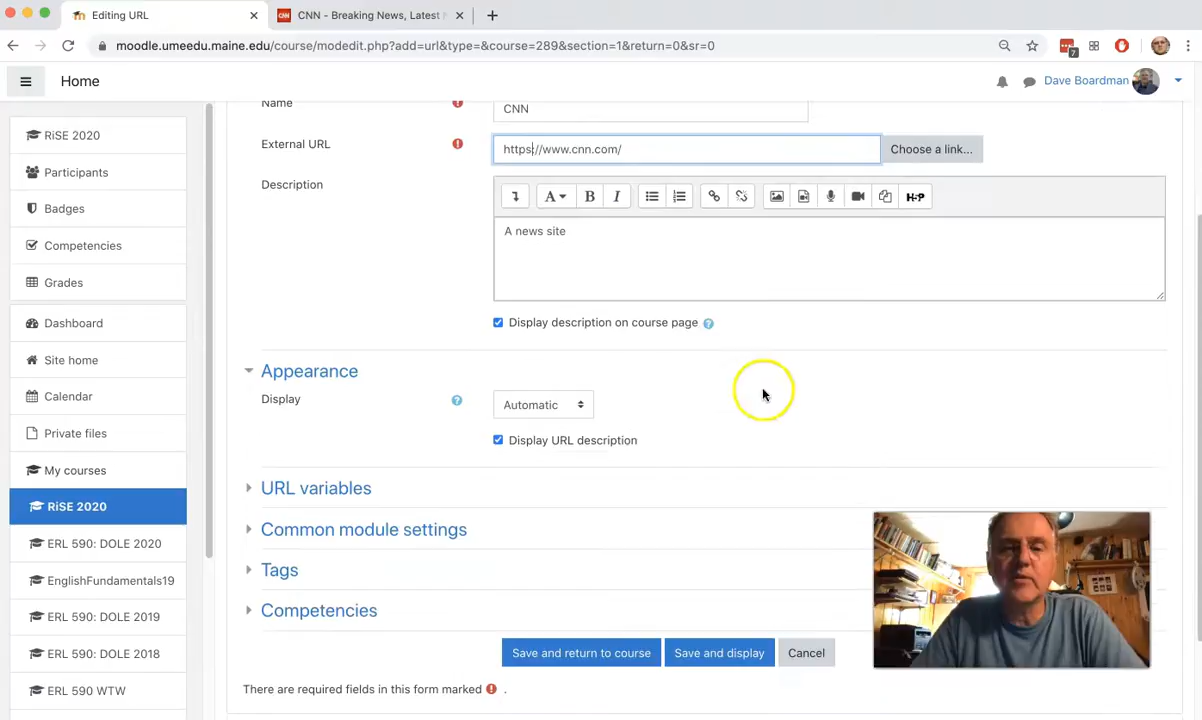 Editing URL
CNN - Breaking News, Latest
moodle.umeedu.maine.edu/course/modedit.php?add=url&type=&course=289&section=1&return=0&sr=0
7
Home
Dave Boardman
RiSE 2020
Participants
Badges
Competencies
Grades
Dashboard
Site home
Calendar
Private files
My courses
RiSE 2020
ERL 590: DOLE 2020
EnglishFundamentals19
ERL 590: DOLE 2019
ERL 590: DOLE 2018
ERL 590 WTW
Name
CNN
External URL
https://www.cnn.com/
Choose a link...
Description
A B I H-P
A news site
Display description on course page
Appearance
Display
Automatic
Display URL description
URL variables
Common module settings
Tags
Competencies
Save and return to course
Save and display
Cancel
There are required fields in this form marked .